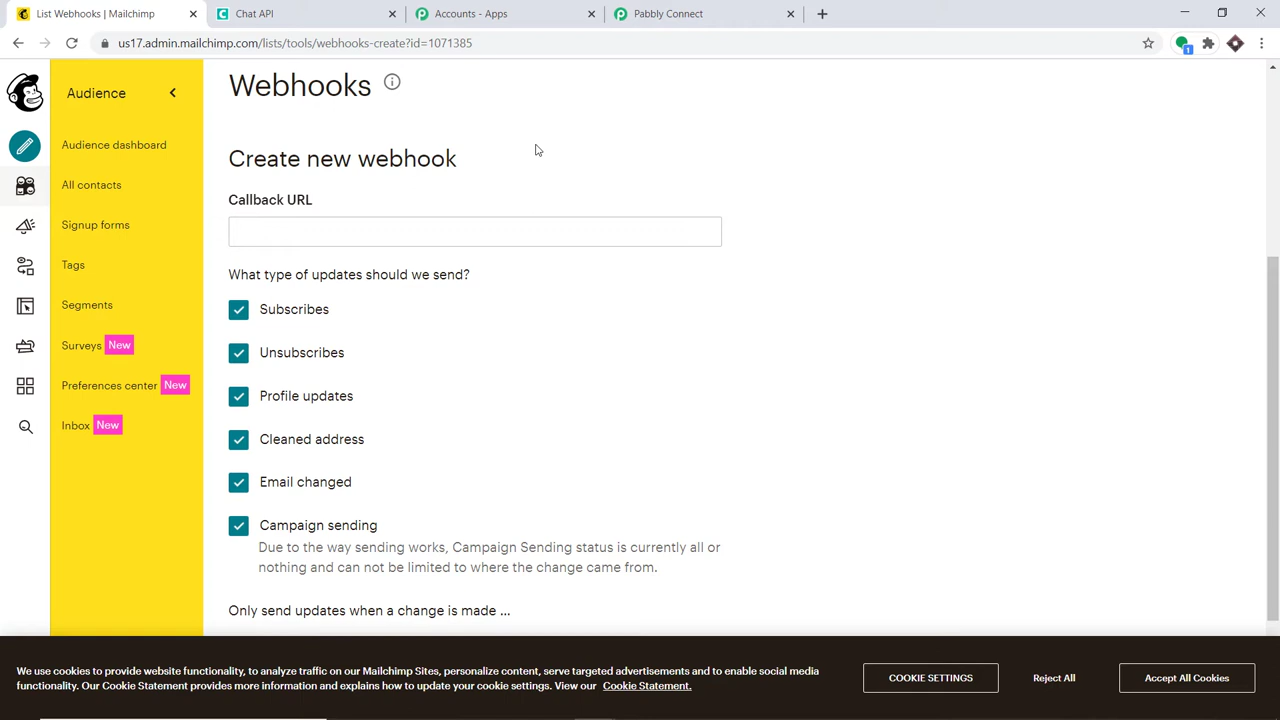 List Webhooks | Mailchimp
Chat API
Accounts - Apps
Pabbly Connect
us17.admin.mailchimp.com/lists/tools/webhooks-create?id=1071385
1
Audience
Audience dashboard
All contacts
Signup forms
Tags
Segments
Surveys New
Preferences center New
Inbox New
Webhooks
Create new webhook
Callback URL
What type of updates should we send?
Subscribes
Unsubscribes
Profile updates
Cleaned address
Email changed
Campaign sending
Due to the way sending works, Campaign Sending status is currently all or
nothing and can not be limited to where the change came from.
Only send updates when a change is made ...
We use cookies to provide website functionality, to analyze traffic on our Mailchimp Sites, personalize content, serve targeted advertisements and to enable social media
functionality. Our Cookie Statement provides more information and explains how to update your cookie settings. View our Cookie Statement.
COOKIE SETTINGS
Reject All
Accept All Cookies